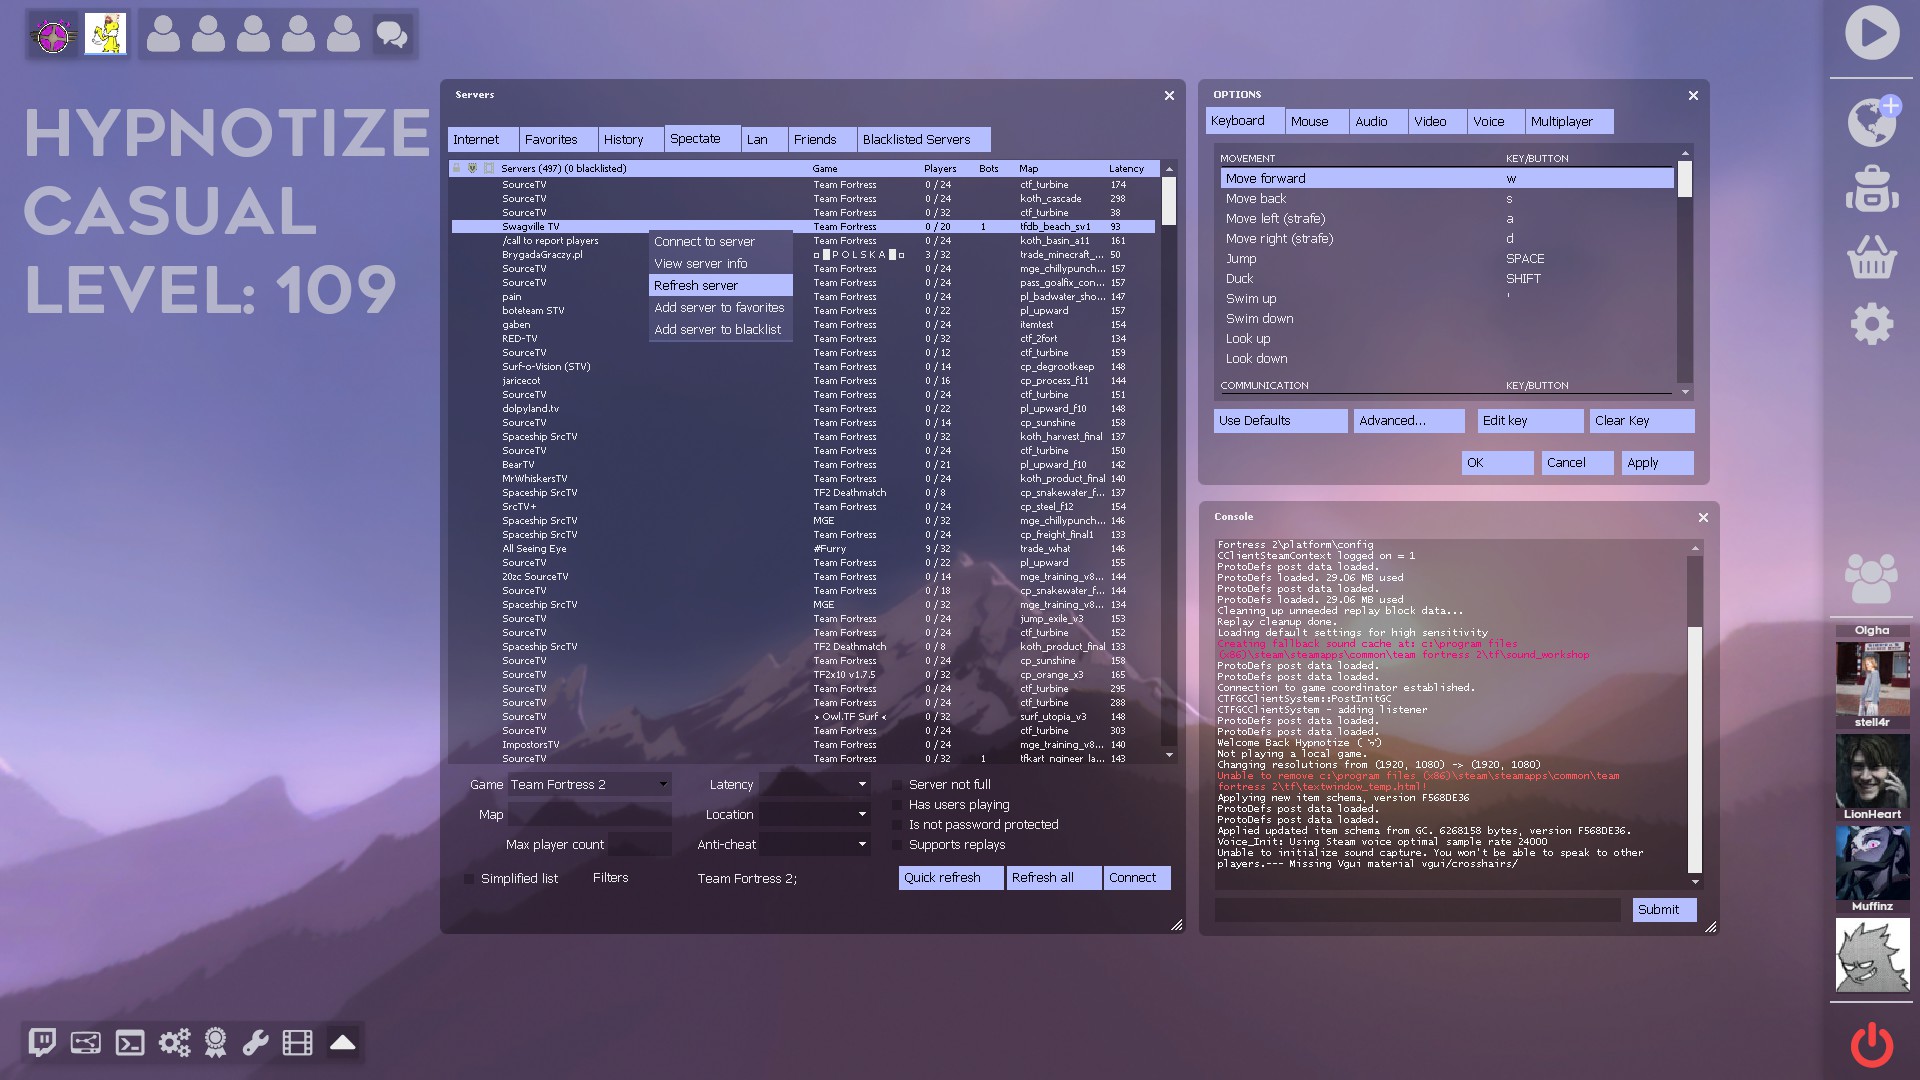 HYPNOTIZE
CASUAL
LEVEL: 109
Servers
Internet Favorites History Spectate Lan Friends Blacklisted Servers
Servers (497) (0 blacklisted) Game Players Bots Map Latency
SourceTV Team Fortress 0 / 24 ctf_turbine 174
SourceTV Team Fortress 0 / 24 koth_cascade 298
SourceTV Team Fortress 0 / 32 ctf_turbine 38
Swagville TV Team Fortress 0 / 20 1 tfdb_beach_sv1 93
/call to report players Team Fortress 0 / 24 koth_basin_a11 161
BrygadaGraczy.pl P O L S K A 3 / 32 trade_minecraft_... 50
SourceTV Team Fortress 0 / 24 mge_chillypunch... 157
SourceTV Team Fortress 0 / 24 pass_goalfix_con... 157
pain Team Fortress 0 / 24 pl_badwater_sho... 147
boteteam STV Team Fortress 0 / 22 pl_upward 157
gaben Team Fortress 0 / 24 itemtest 154
RED-TV Team Fortress 0 / 32 ctf_2fort 134
SourceTV Team Fortress 0 / 12 ctf_turbine 159
Surf-o-Vision (STV) Team Fortress 0 / 14 cp_degrootkeep 148
jaricecot Team Fortress 0 / 16 cp_process_f11 144
SourceTV Team Fortress 0 / 24 ctf_turbine 151
dolpyland.tv Team Fortress 0 / 22 pl_upward_f10 148
SourceTV Team Fortress 0 / 14 cp_sunshine 158
Spaceship SrcTV Team Fortress 0 / 32 koth_harvest_final 137
SourceTV Team Fortress 0 / 24 ctf_turbine 150
BearTV Team Fortress 0 / 21 pl_upward_f10 142
MrWhiskersTV Team Fortress 0 / 24 koth_product_final 140
Spaceship SrcTV TF2 Deathmatch 0 / 8 cp_snakewater_f... 137
SrcTV+ Team Fortress 0 / 24 cp_steel_f12 154
Spaceship SrcTV MGE 0 / 32 mge_chillypunch... 146
Spaceship SrcTV Team Fortress 0 / 24 cp_freight_final1 133
All Seeing Eye #Furry 9 / 32 trade_what 146
SourceTV Team Fortress 0 / 22 pl_upward 155
20zc SourceTV Team Fortress 0 / 14 mge_training_v8... 144
SourceTV Team Fortress 0 / 18 cp_snakewater_f... 144
Spaceship SrcTV MGE 0 / 32 mge_training_v8... 134
SourceTV Team Fortress 0 / 24 jump_exile_v3 153
SourceTV Team Fortress 0 / 24 ctf_turbine 152
Spaceship SrcTV TF2 Deathmatch 0 / 8 koth_product_final 133
SourceTV Team Fortress 0 / 24 cp_sunshine 158
SourceTV TF2x10 v1.7.5 0 / 32 cp_orange_x3 165
SourceTV Team Fortress 0 / 24 ctf_turbine 295
SourceTV Team Fortress 0 / 24 ctf_turbine 288
SourceTV › Owl.TF Surf ‹ 0 / 32 surf_utopia_v3 148
SourceTV Team Fortress 0 / 24 ctf_turbine 303
ImpostorsTV Team Fortress 0 / 24 mge_training_v8... 140
SourceTV Team Fortress 0 / 32 1 tfkart_ngineer_la... 143
Connect to server
View server info
Refresh server
Add server to favorites
Add server to blacklist
Game Team Fortress 2 Latency Server not full
Has users playing
Map Location
Is not password protected
Max player count Anti-cheat Supports replays
Simplified list Filters Team Fortress 2; Quick refresh Refresh all Connect
OPTIONS
Keyboard Mouse Audio Video Voice Multiplayer
MOVEMENT KEY/BUTTON
Move forward w
Move back s
Move left (strafe) a
Move right (strafe) d
Jump SPACE
Duck SHIFT
Swim up '
Swim down
Look up
Look down
COMMUNICATION KEY/BUTTON
Use Defaults Advanced... Edit key Clear Key
OK Cancel Apply
Console
Fortress 2\platform\config
CClientSteamContext logged on = 1
ProtoDefs post data loaded.
ProtoDefs loaded. 29.06 MB used
ProtoDefs post data loaded.
ProtoDefs loaded. 29.06 MB used
Cleaning up unneeded replay block data...
Replay cleanup done.
Loading default settings for high sensitivity
Creating fallback sound cache at: c:\program files
(x86)\steam\steamapps\common\team fortress 2\tf\sound_workshop
ProtoDefs post data loaded.
ProtoDefs post data loaded.
Connection to game coordinator established.
CTFGCClientSystem::PostInitGC
CTFGCClientSystem - adding listener
ProtoDefs post data loaded.
ProtoDefs post data loaded.
Welcome Back Hypnotize
Not playing a local game.
Changing resolutions from (1920, 1080) -> (1920, 1080)
Unable to remove c:\program files (x86)\steam\steamapps\common\team
fortress 2\tf\textwindow_temp.html!
Applying new item schema, version F568DE36
ProtoDefs post data loaded.
ProtoDefs post data loaded.
Applied updated item schema from GC. 6268158 bytes, version F568DE36.
Voice_Init: Using Steam voice optimal sample rate 24000
Unable to initialize sound capture. You won't be able to speak to other
players.--- Missing Vgui material vgui/crosshairs/
Submit
Olgha
stell4r
LionHeart
Muffinz